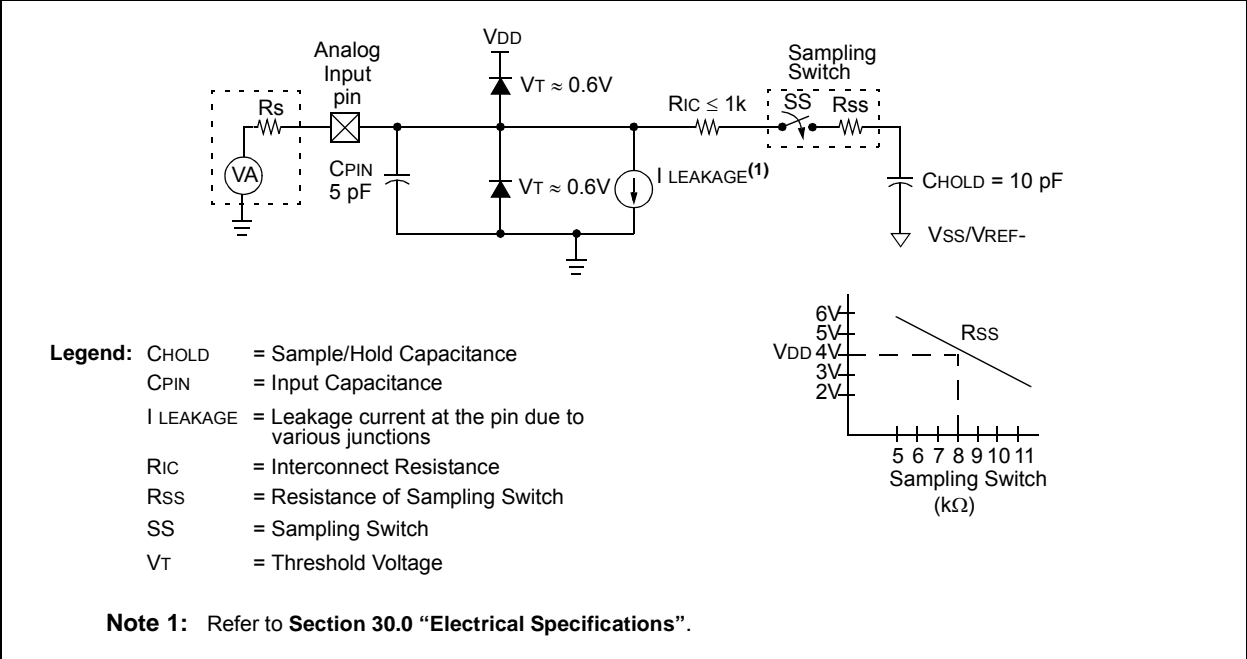 VDD
Analog
Input
pin
VT ≈ 0.6V
Sampling
Switch
RIC ≤ 1k
SS
Rss
Rs
VA
CPIN
5 pF
VT ≈ 0.6V
I LEAKAGE(1)
CHOLD = 10 pF
VSS/VREF-
Legend: CHOLD = Sample/Hold Capacitance
CPIN = Input Capacitance
I LEAKAGE = Leakage current at the pin due to
various junctions
RIC = Interconnect Resistance
RSS = Resistance of Sampling Switch
SS = Sampling Switch
VT = Threshold Voltage
6V
5V
VDD 4V
3V
2V
RSS
5 6 7 8 9 10 11
Sampling Switch
(kΩ)
Note 1: Refer to Section 30.0 “Electrical Specifications”.